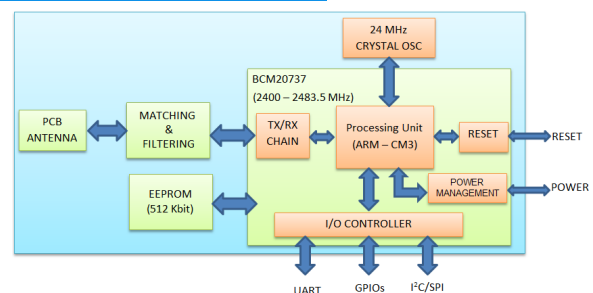 24 MHz
CRYSTAL OSC
BCM20737
(2400 – 2483.5 MHz)
PCB
ANTENNA
MATCHING
&
FILTERING
TX/RX
CHAIN
Processing Unit
(ARM – CM3)
RESET
RESET
EEPROM
(512 Kbit)
POWER
MANAGEMENT
POWER
I/O CONTROLLER
UART
GPIOs
I²C/SPI